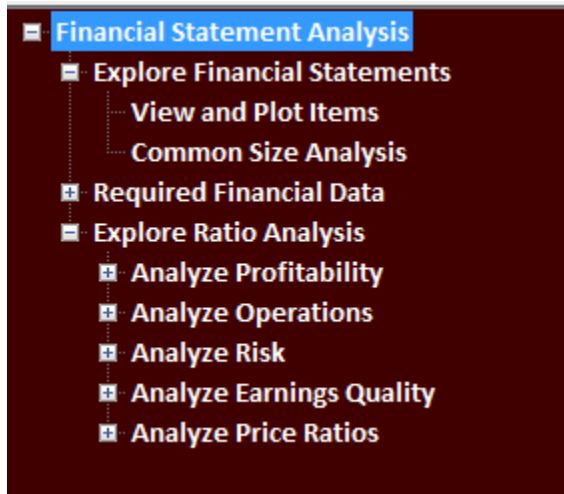 Financial Statement Analysis
Explore Financial Statements
View and Plot Items
Common Size Analysis
Required Financial Data
Explore Ratio Analysis
Analyze Profitability
Analyze Operations
Analyze Risk
Analyze Earnings Quality
Analyze Price Ratios